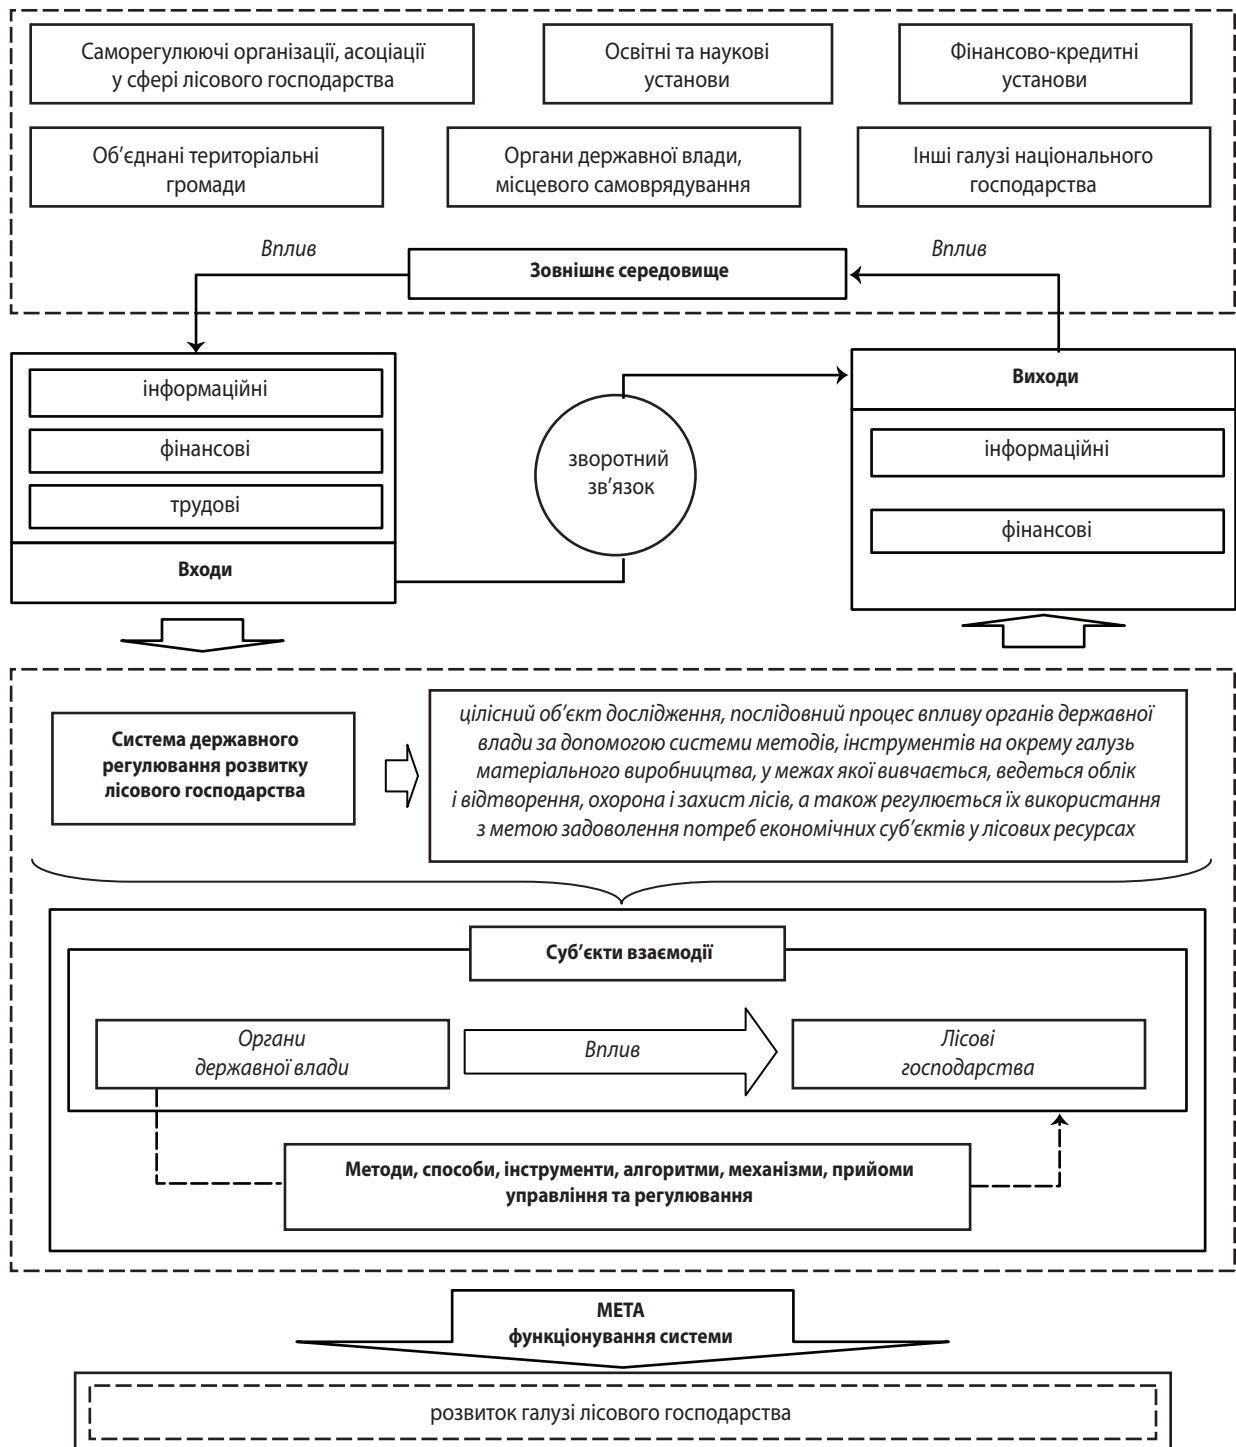 Саморегулюючі організації, асоціації
у сфері лісового господарства
Освітні та наукові
установи
Фінансово-кредитні
установи
Об’єднані територіальні
громади
Органи державної влади,
місцевого самоврядування
Інші галузі національного
господарства
Вплив
Зовнішнє середовище
Вплив
інформаційні
фінансові
трудові
Входи
зворотний
зв'язок
Виходи
інформаційні
фінансові
Система державного
регулювання розвитку
лісового господарства
цілісний об’єкт дослідження, послідовний процес впливу органів державної
влади за допомогою системи методів, інструментів на окрему галузь
матеріального виробництва, у межах якої вивчається, ведеться облік
і відтворення, охорона і захист лісів, а також регулюється їх використання
з метою задоволення потреб економічних суб’єктів у лісових ресурсах
Суб’єкти взаємодії
Органи
державної влади
Вплив
Лісові
господарства
Методи, способи, інструменти, алгоритми, механізми, прийоми
управління та регулювання
МЕТА
функціонування системи
розвиток галузі лісового господарства